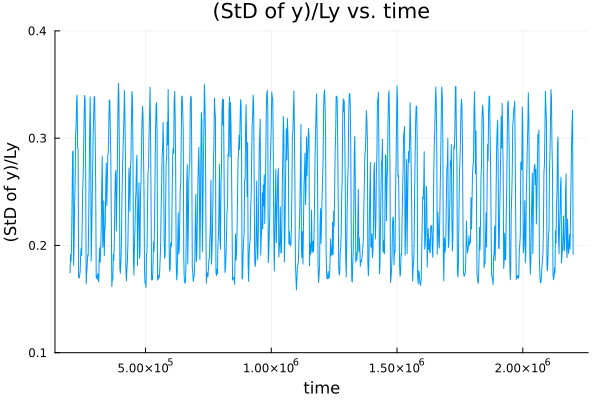 (StD of y)/Ly vs. time
(StD of y)/Ly
0.4
0.3
0.2
0.1
5.00×10⁵ 1.00×10⁶ 1.50×10⁶ 2.00×10⁶
time